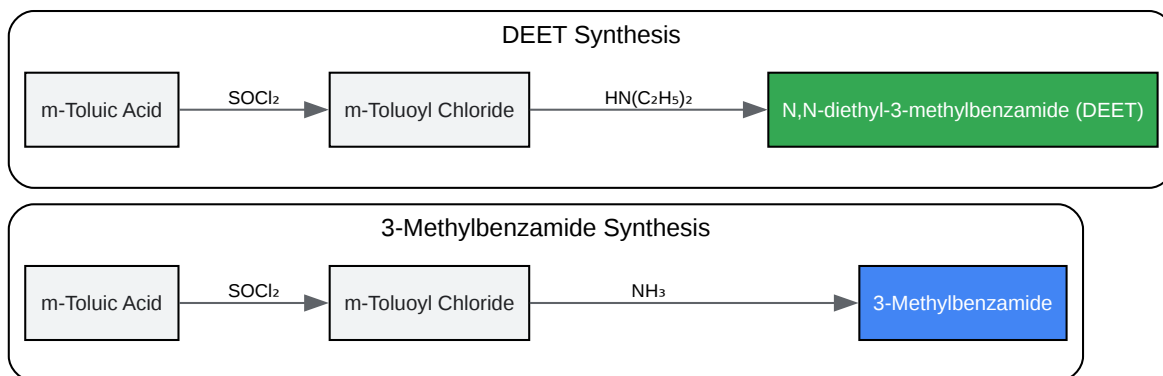 DEET Synthesis
m-Toluic Acid
SOCl₂
m-Toluoyl Chloride
HN(C₂H₅)₂
N,N-diethyl-3-methylbenzamide (DEET)
3-Methylbenzamide Synthesis
m-Toluic Acid
SOCl₂
m-Toluoyl Chloride
NH₃
3-Methylbenzamide